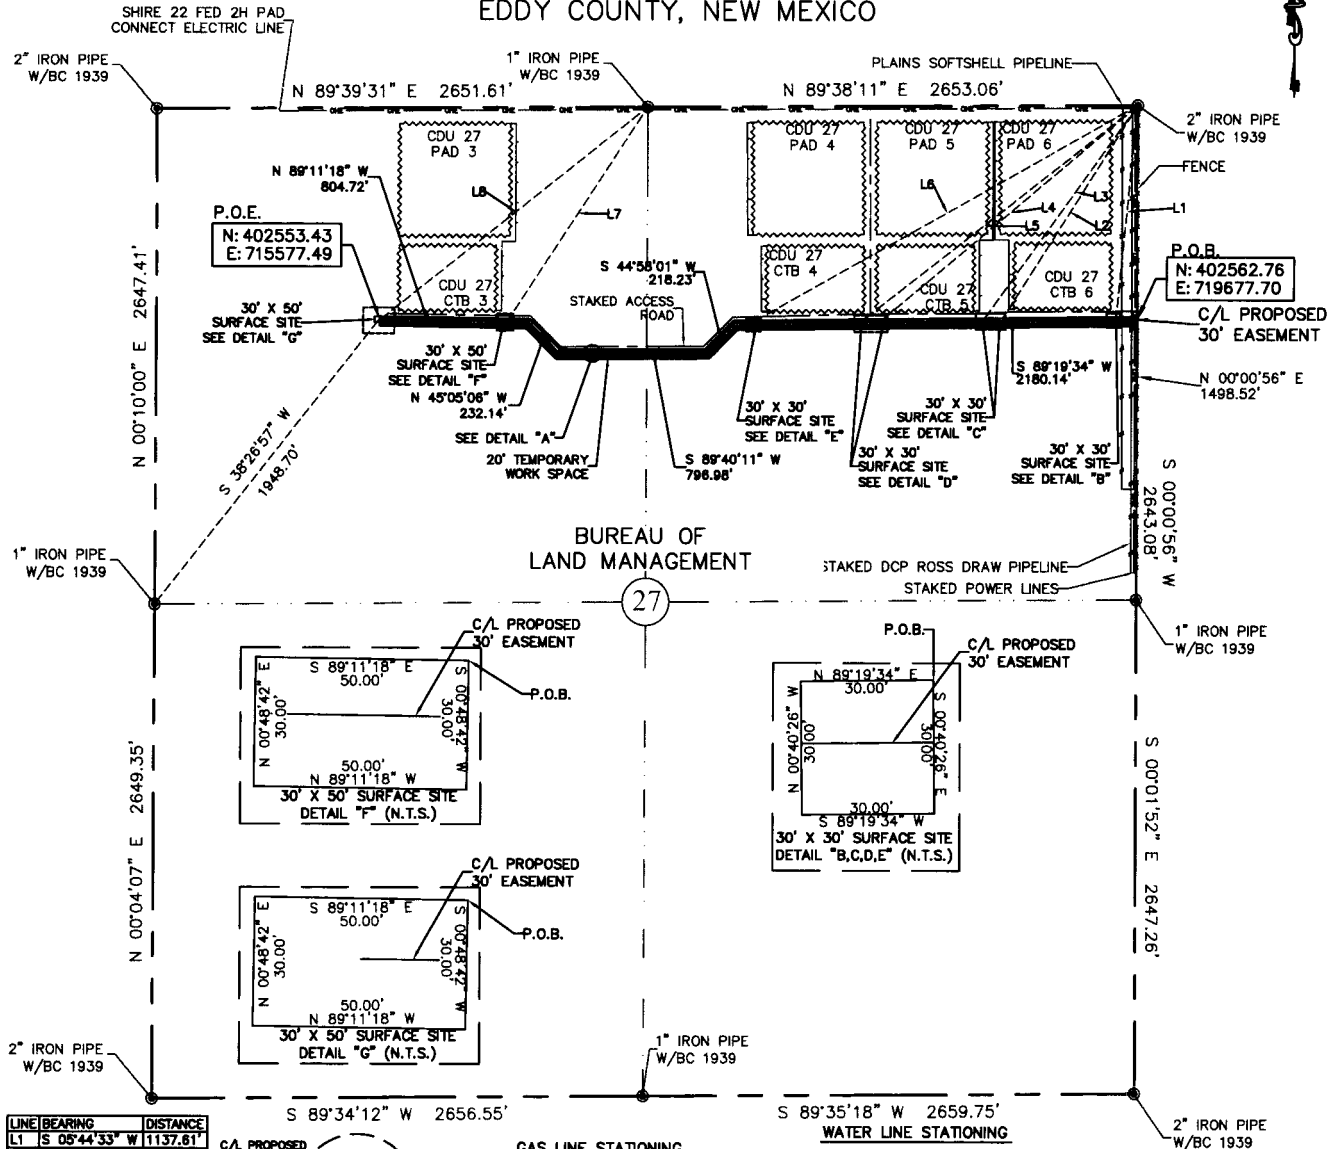 EDDY COUNTY, NEW MEXICO
SHIRE 22 FED 2H PAD
CONNECT ELECTRIC LINE
2" IRON PIPE
W/BC 1939
1" IRON PIPE
W/BC 1939
PLAINS SOFTSHELL PIPELINE
N 89°39'31" E 2651.61'
N 89°38'11" E 2653.06'
2" IRON PIPE
W/BC 1939
FENCE
CDU 27
PAD 3
CDU 27
PAD 4
CDU 27
PAD 5
CDU 27
PAD 6
N 89°11'18" W
804.72'
L8
L7
L6
L4
L5
L3
L2
L1
P.O.E.
N: 402553.43
E: 715577.49
P.O.B.
N: 402562.76
E: 719677.70
C/L PROPOSED
30' EASEMENT
CDU 27
CTB 3
CDU 27
CTB 4
CDU 27
CTB 5
CDU 27
CTB 6
S 44°58'01" W
218.23'
STAKED ACCESS
ROAD
30' X 50'
SURFACE SITE
SEE DETAIL "G"
30' X 50'
SURFACE SITE
SEE DETAIL "F"
N 45°05'06" W
232.14'
SEE DETAIL "A"
20' TEMPORARY
WORK SPACE
S 89°40'11" W
796.98'
30' X 30'
SURFACE SITE
SEE DETAIL "E"
30' X 30'
SURFACE SITE
SEE DETAIL "D"
30' X 30'
SURFACE SITE
SEE DETAIL "C"
S 89°19'34" W
2180.14'
30' X 30'
SURFACE SITE
SEE DETAIL "B"
N 00°00'56" E
1498.52'
N 00°10'00" E 2647.41'
S 38°26'57" W
1948.70'
S 00°00'56" W
2643.08'
1" IRON PIPE
W/BC 1939
BUREAU OF
LAND MANAGEMENT
27
STAKED DCP ROSS DRAW PIPELINE
STAKED POWER LINES
1" IRON PIPE
W/BC 1939
C/L PROPOSED
30' EASEMENT
S 89°11'18" E
50.00'
N 00°48'42" E
30.00'
S 00°48'42" W
30.00'
P.O.B.
50.00'
N 89°11'18" W
30' X 50' SURFACE SITE
DETAIL "F" (N.T.S.)
P.O.B.
C/L PROPOSED
30' EASEMENT
N 89°19'34" E
30.00'
N 00°40'26" W
30.00'
S 00°40'26" E
30.00'
30.00'
S 89°19'34" W
30' X 30' SURFACE SITE
DETAIL "B,C,D,E" (N.T.S.)
N 00°04'07" E 2649.35'
S 00°01'52" E 2647.26'
C/L PROPOSED
30' EASEMENT
S 89°11'18" E
50.00'
N 00°48'42" E
30.00'
S 00°48'42" W
30.00'
P.O.B.
50.00'
N 89°11'18" W
30' X 50' SURFACE SITE
DETAIL "G" (N.T.S.)
2" IRON PIPE
W/BC 1939
1" IRON PIPE
W/BC 1939
S 89°34'12" W 2656.55'
S 89°35'18" W 2659.75'
2" IRON PIPE
W/BC 1939
LINE BEARING DISTANCE
L1 S 05°44'33" W 1137.61'
C/L PROPOSED
GAS LINE STATIONING
WATER LINE STATIONING